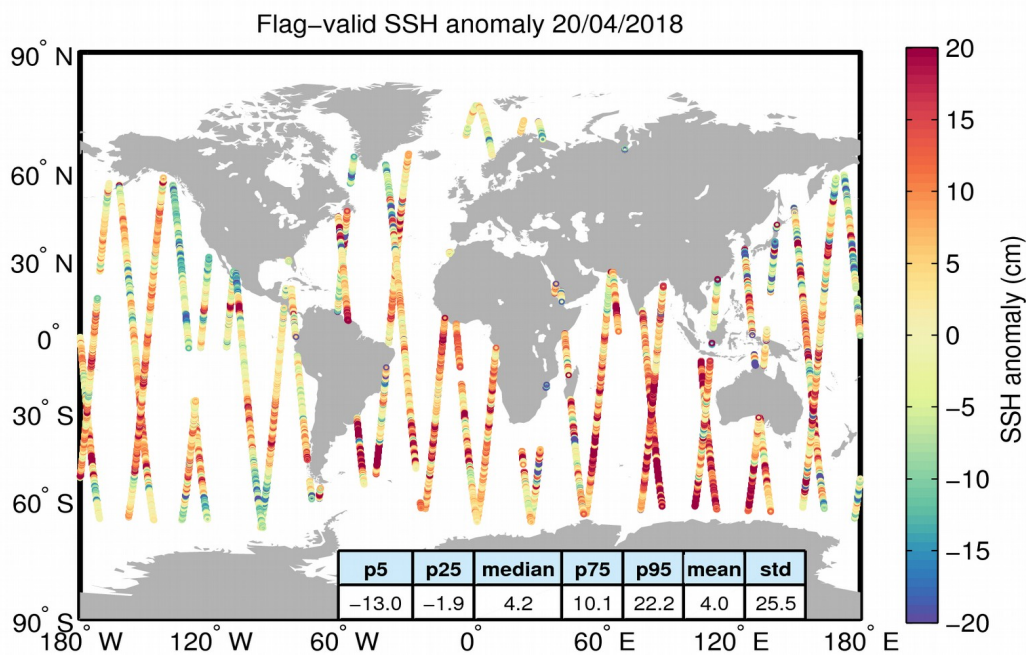 Flag−valid SSH anomaly 20/04/2018
90° N
60° N
30° N
0°
30° S
60° S
90° S
180° W
120° W
60° W
0°
60° E
120° E
180° E
p5 p25 median p75 p95 mean std
−13.0 −1.9 4.2 10.1 22.2 4.0 25.5
20
15
10
5
0
−5
−10
−15
−20
SSH anomaly (cm)